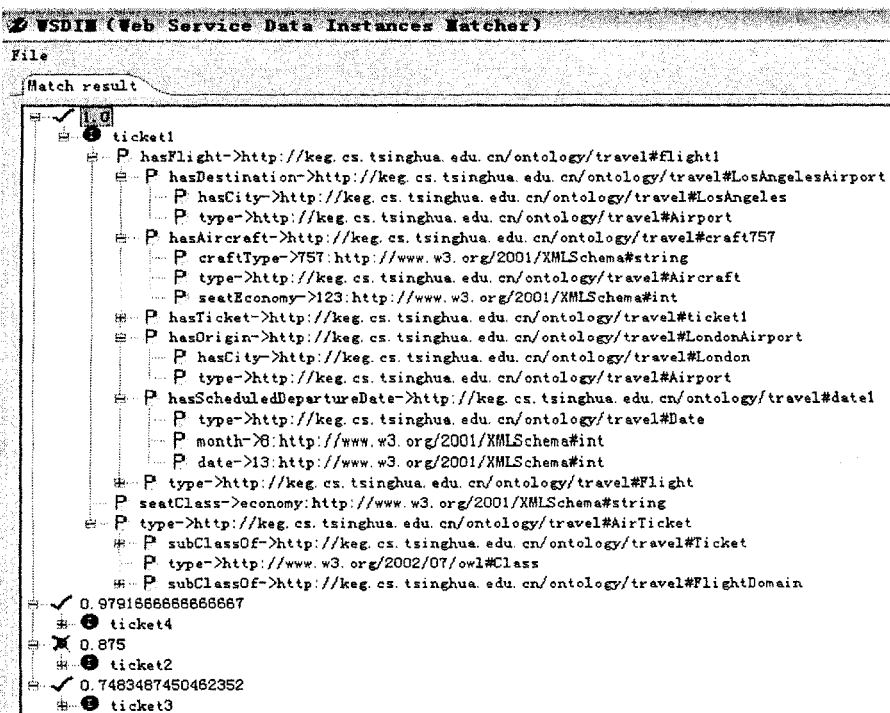 WSDIM (Web Service Data Instances Matcher)
File
Match result
1.0
ticket1
P hasFlight->http://keg.cs.tsinghua.edu.cn/ontology/travel#flight1
P hasDestination->http://keg.cs.tsinghua.edu.cn/ontology/travel#LosAngelesAirport
P hasCity->http://keg.cs.tsinghua.edu.cn/ontology/travel#LosAngeles
P type->http://keg.cs.tsinghua.edu.cn/ontology/travel#Airport
P hasAircraft->http://keg.cs.tsinghua.edu.cn/ontology/travel#craft757
P craftType->757:http://www.w3.org/2001/XMLSchema#string
P type->http://keg.cs.tsinghua.edu.cn/ontology/travel#Aircraft
P seatEconomy->123:http://www.w3.org/2001/XMLSchema#int
P hasTicket->http://keg.cs.tsinghua.edu.cn/ontology/travel#ticket1
P hasOrigin->http://keg.cs.tsinghua.edu.cn/ontology/travel#LondonAirport
P hasCity->http://keg.cs.tsinghua.edu.cn/ontology/travel#London
P type->http://keg.cs.tsinghua.edu.cn/ontology/travel#Airport
P hasScheduledDepartureDate->http://keg.cs.tsinghua.edu.cn/ontology/travel#date1
P type->http://keg.cs.tsinghua.edu.cn/ontology/travel#Date
P month->8:http://www.w3.org/2001/XMLSchema#int
P date->13:http://www.w3.org/2001/XMLSchema#int
P type->http://keg.cs.tsinghua.edu.cn/ontology/travel#Flight
P seatClass->economy:http://www.w3.org/2001/XMLSchema#string
P type->http://keg.cs.tsinghua.edu.cn/ontology/travel#AirTicket
P subClassOf->http://keg.cs.tsinghua.edu.cn/ontology/travel#Ticket
P type->http://www.w3.org/2002/07/owl#Class
P subClassOf->http://keg.cs.tsinghua.edu.cn/ontology/travel#FlightDomain
0.9791666666666667
ticket4
0.875
ticket2
0.7483487450462352
ticket3